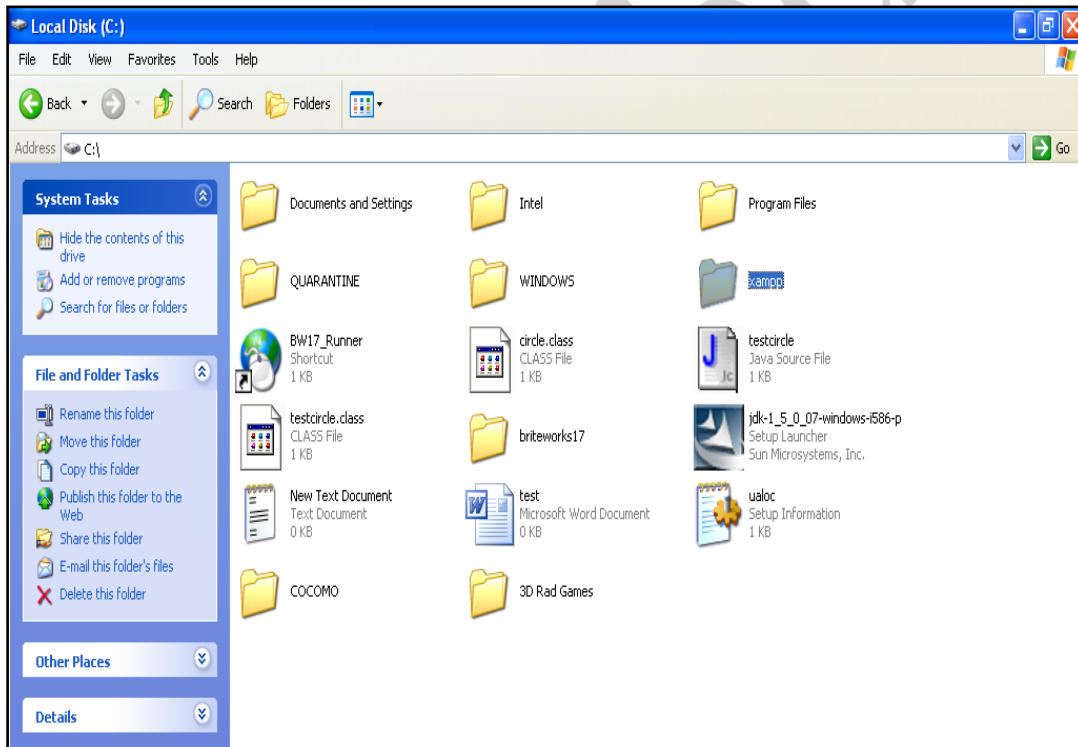 Local Disk (C:)
File Edit View Favorites Tools Help
Back Search Folders
Address C:\ Go
System Tasks
Hide the contents of this
drive
Add or remove programs
Search for files or folders
File and Folder Tasks
Rename this folder
Move this folder
Copy this folder
Publish this folder to the
Web
Share this folder
E-mail this folder's files
Delete this folder
Other Places
Details
Documents and Settings
Intel
Program Files
QUARANTINE
WINDOWS
xampp
BW17_Runner
Shortcut
1 KB
circle.class
CLASS File
1 KB
testcircle
Java Source File
1 KB
testcircle.class
CLASS File
1 KB
briteworks17
jdk-1_5_0_07-windows-i586-p
Setup Launcher
Sun Microsystems, Inc.
New Text Document
Text Document
0 KB
test
Microsoft Word Document
0 KB
ualoc
Setup Information
1 KB
COCOMO
3D Rad Games